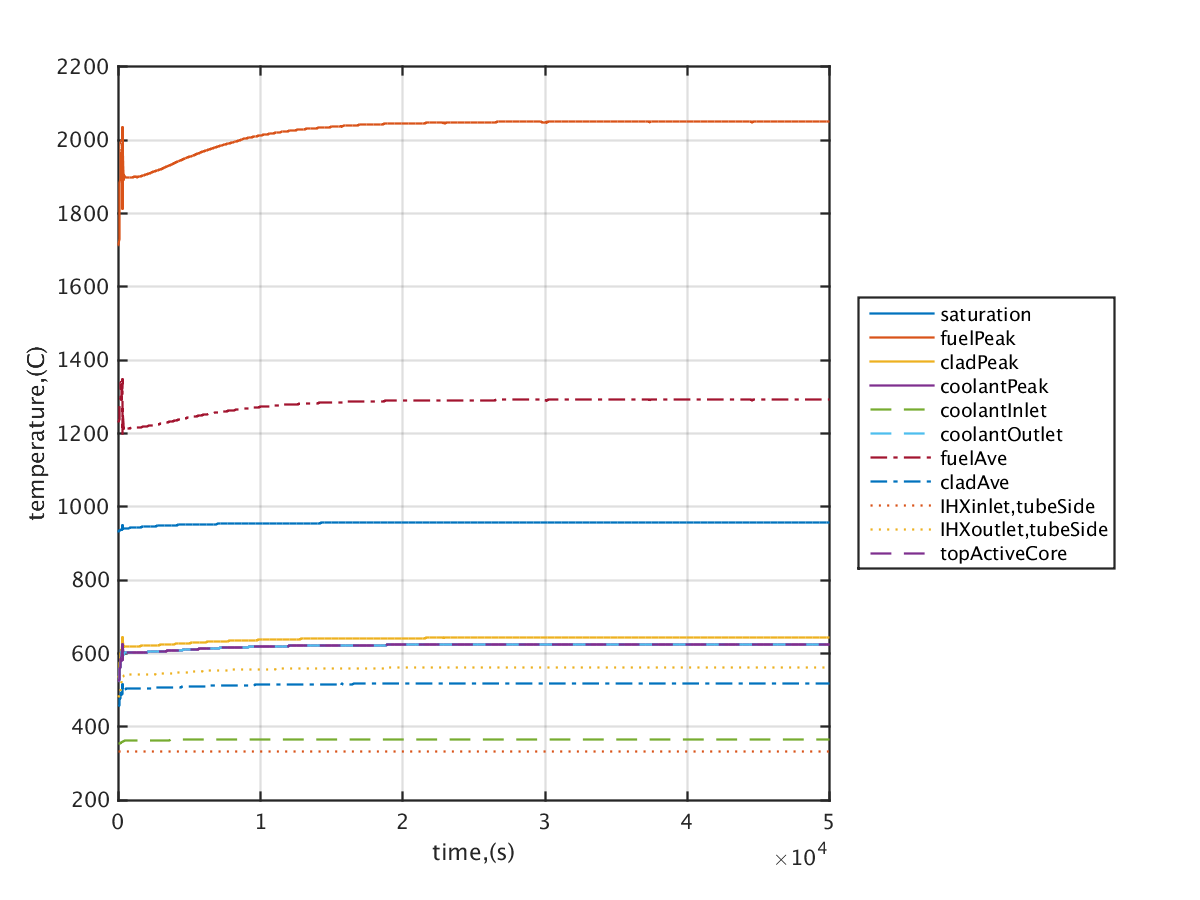 2200
2000
1800
1600
1400
1200
1000
800
600
400
200
temperature,(C)
0 1 2 3 4 5
time,(s)
×10^4
saturation
fuelPeak
cladPeak
coolantPeak
coolantInlet
coolantOutlet
fuelAve
cladAve
IHXinlet,tubeSide
IHXoutlet,tubeSide
topActiveCore